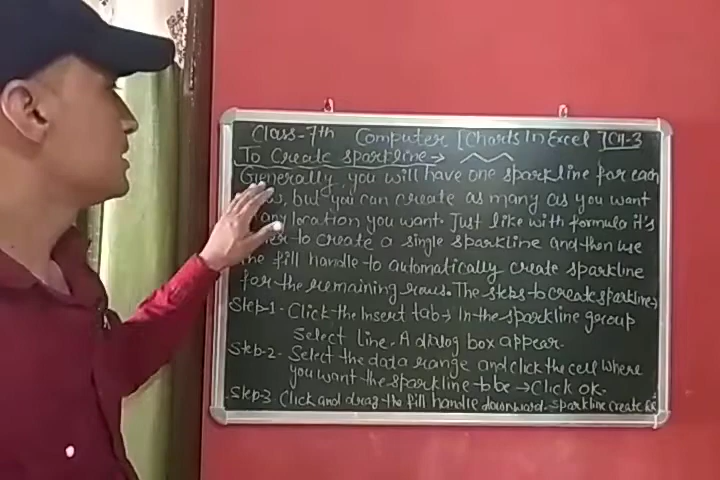 Class-7th Computer [Charts In Excel] CH-3
To Create sparkline→
Generally, you will have one sparkline for each
but you can create as many as you want
any location you want. Just like with formula it's
to create a single sparkline and then use
the fill handle to automatically create sparkline
for the remaining rows. The steps to create sparkline→
Step-1- Click the Insert tab→ In the sparkline group
Select Line. A dialog box appear.
Step-2- Select the data range and click the cell where
you want the sparkline to be → Click OK.
Step-3 Click and drag the fill handle downward. sparkline create